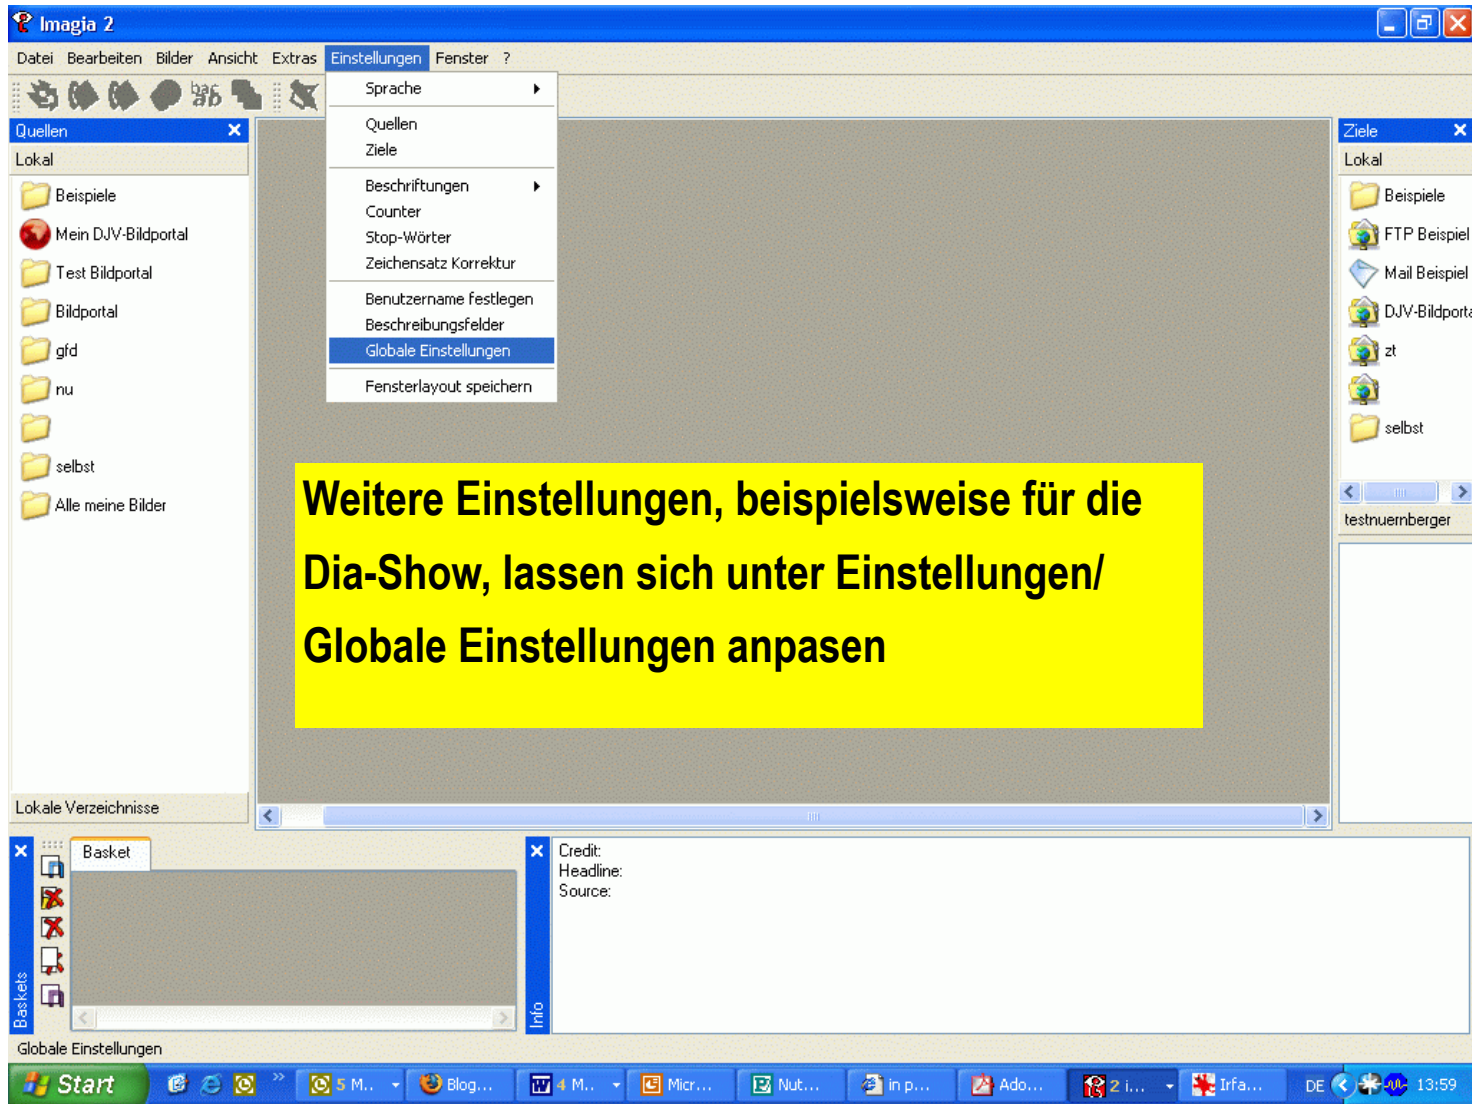 Imagia 2
Datei Bearbeiten Bilder Ansicht Extras Einstellungen Fenster ?
Sprache
Quellen
Ziele
Beschriftungen
Counter
Stop-Wörter
Zeichensatz Korrektur
Benutzername festlegen
Beschreibungsfelder
Globale Einstellungen
Fensterlayout speichern
Quellen
Lokal
Beispiele
Mein DJV-Bildportal
Test Bildportal
Bildportal
gfd
nu
selbst
Alle meine Bilder
Lokale Verzeichnisse
Weitere Einstellungen, beispielsweise für die
Dia-Show, lassen sich unter Einstellungen/
Globale Einstellungen anpasen
Ziele
Lokal
Beispiele
FTP Beispiel
Mail Beispiel
DJV-Bildporta
zt
selbst
testnuernberger
Baskets
Basket
Info
Credit:
Headline:
Source:
Globale Einstellungen
Start
5 M..
Blog...
4 M..
Micr...
Nut...
in p...
Ado...
2 i...
Irfa...
DE
13:59